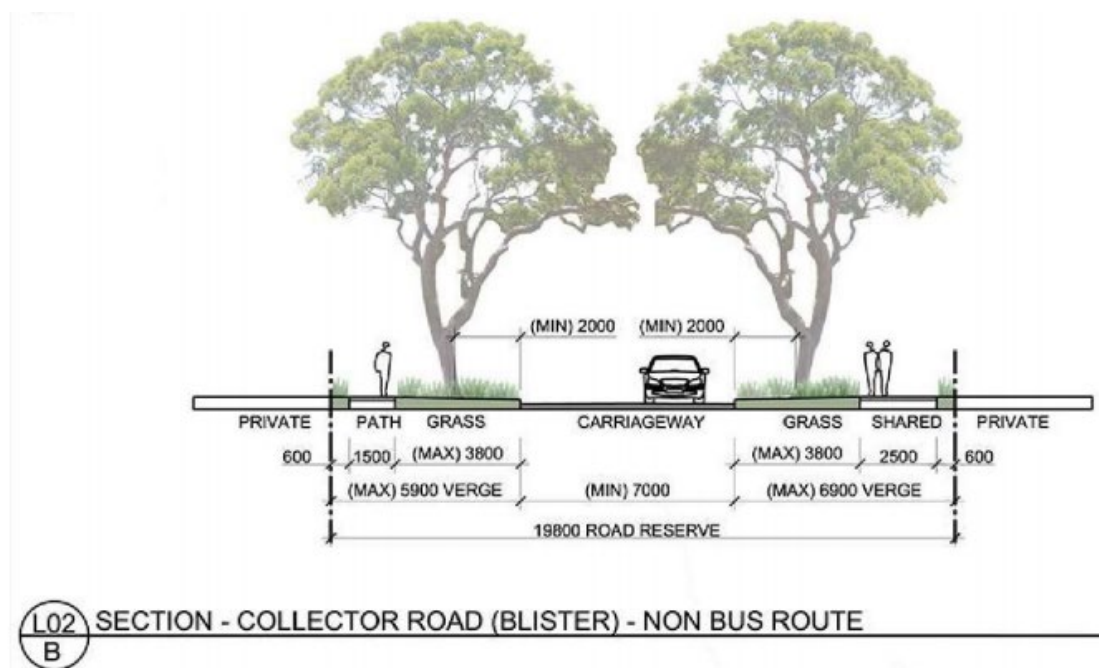 (MIN) 2000 (MIN) 2000
PRIVATE PATH GRASS CARRIAGEWAY GRASS SHARED PRIVATE
600 1500 (MAX) 3800 (MAX) 3800 2500 600
(MAX) 5900 VERGE (MIN) 7000 (MAX) 6900 VERGE
19800 ROAD RESERVE
L02 SECTION - COLLECTOR ROAD (BLISTER) - NON BUS ROUTE
B